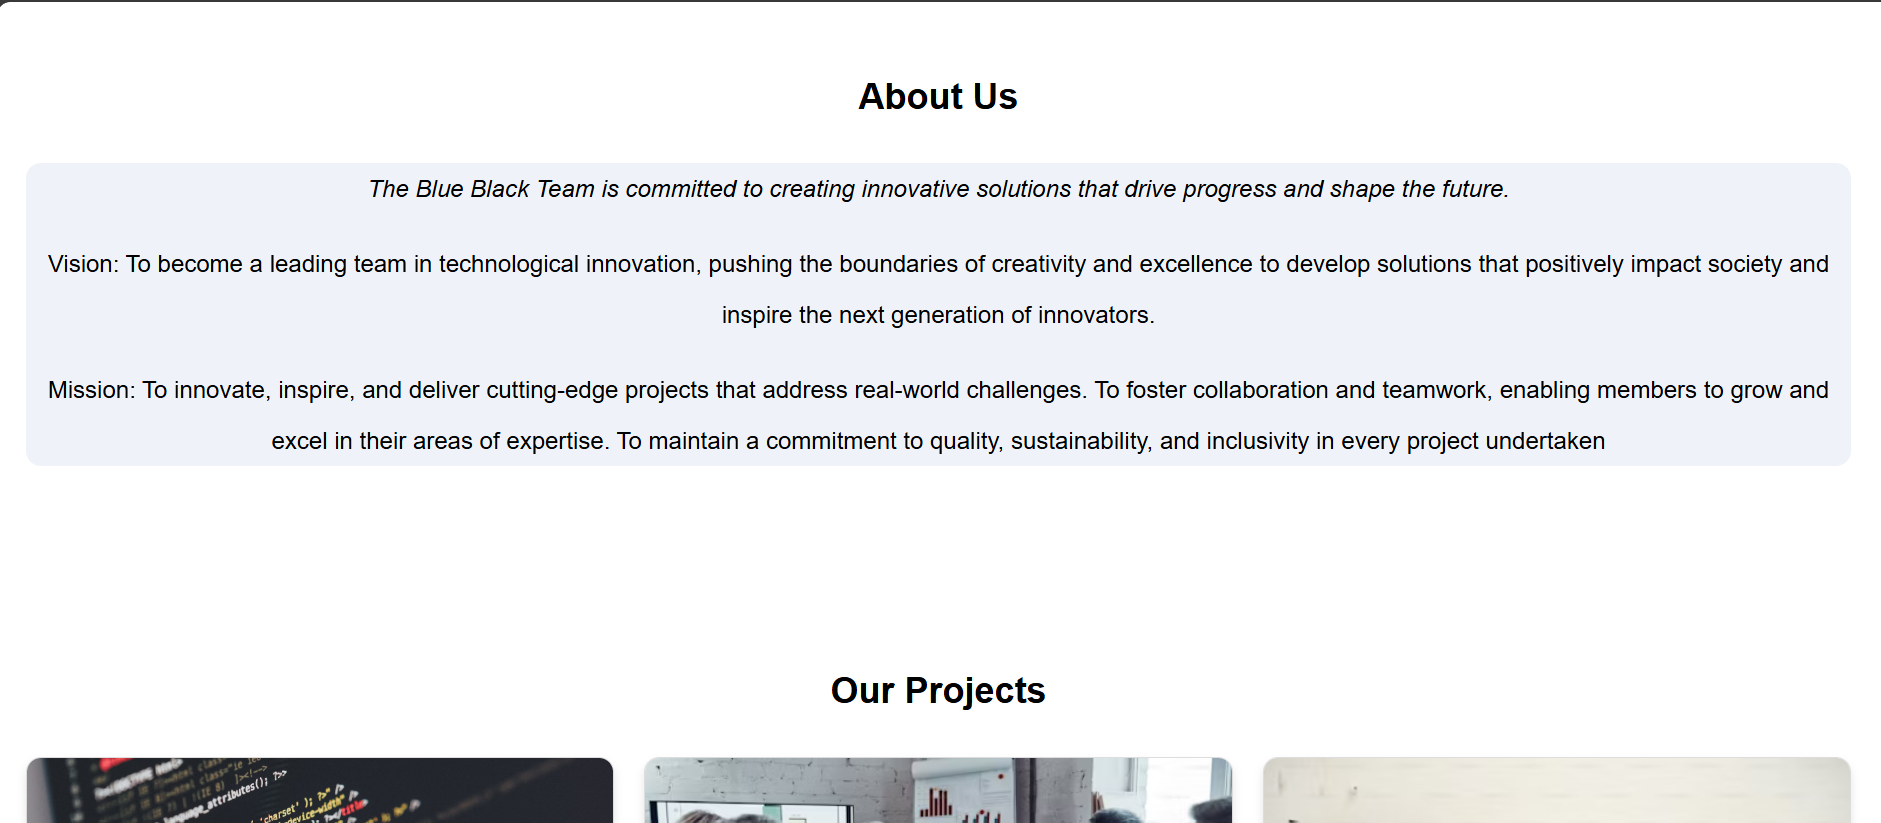 About Us
The Blue Black Team is committed to creating innovative solutions that drive progress and shape the future.
Vision: To become a leading team in technological innovation, pushing the boundaries of creativity and excellence to develop solutions that positively impact society and
inspire the next generation of innovators.
Mission: To innovate, inspire, and deliver cutting-edge projects that address real-world challenges. To foster collaboration and teamwork, enabling members to grow and
excel in their areas of expertise. To maintain a commitment to quality, sustainability, and inclusivity in every project undertaken
Our Projects
_attributes(); ?>
'charset' ); ?>" />
device-width" />